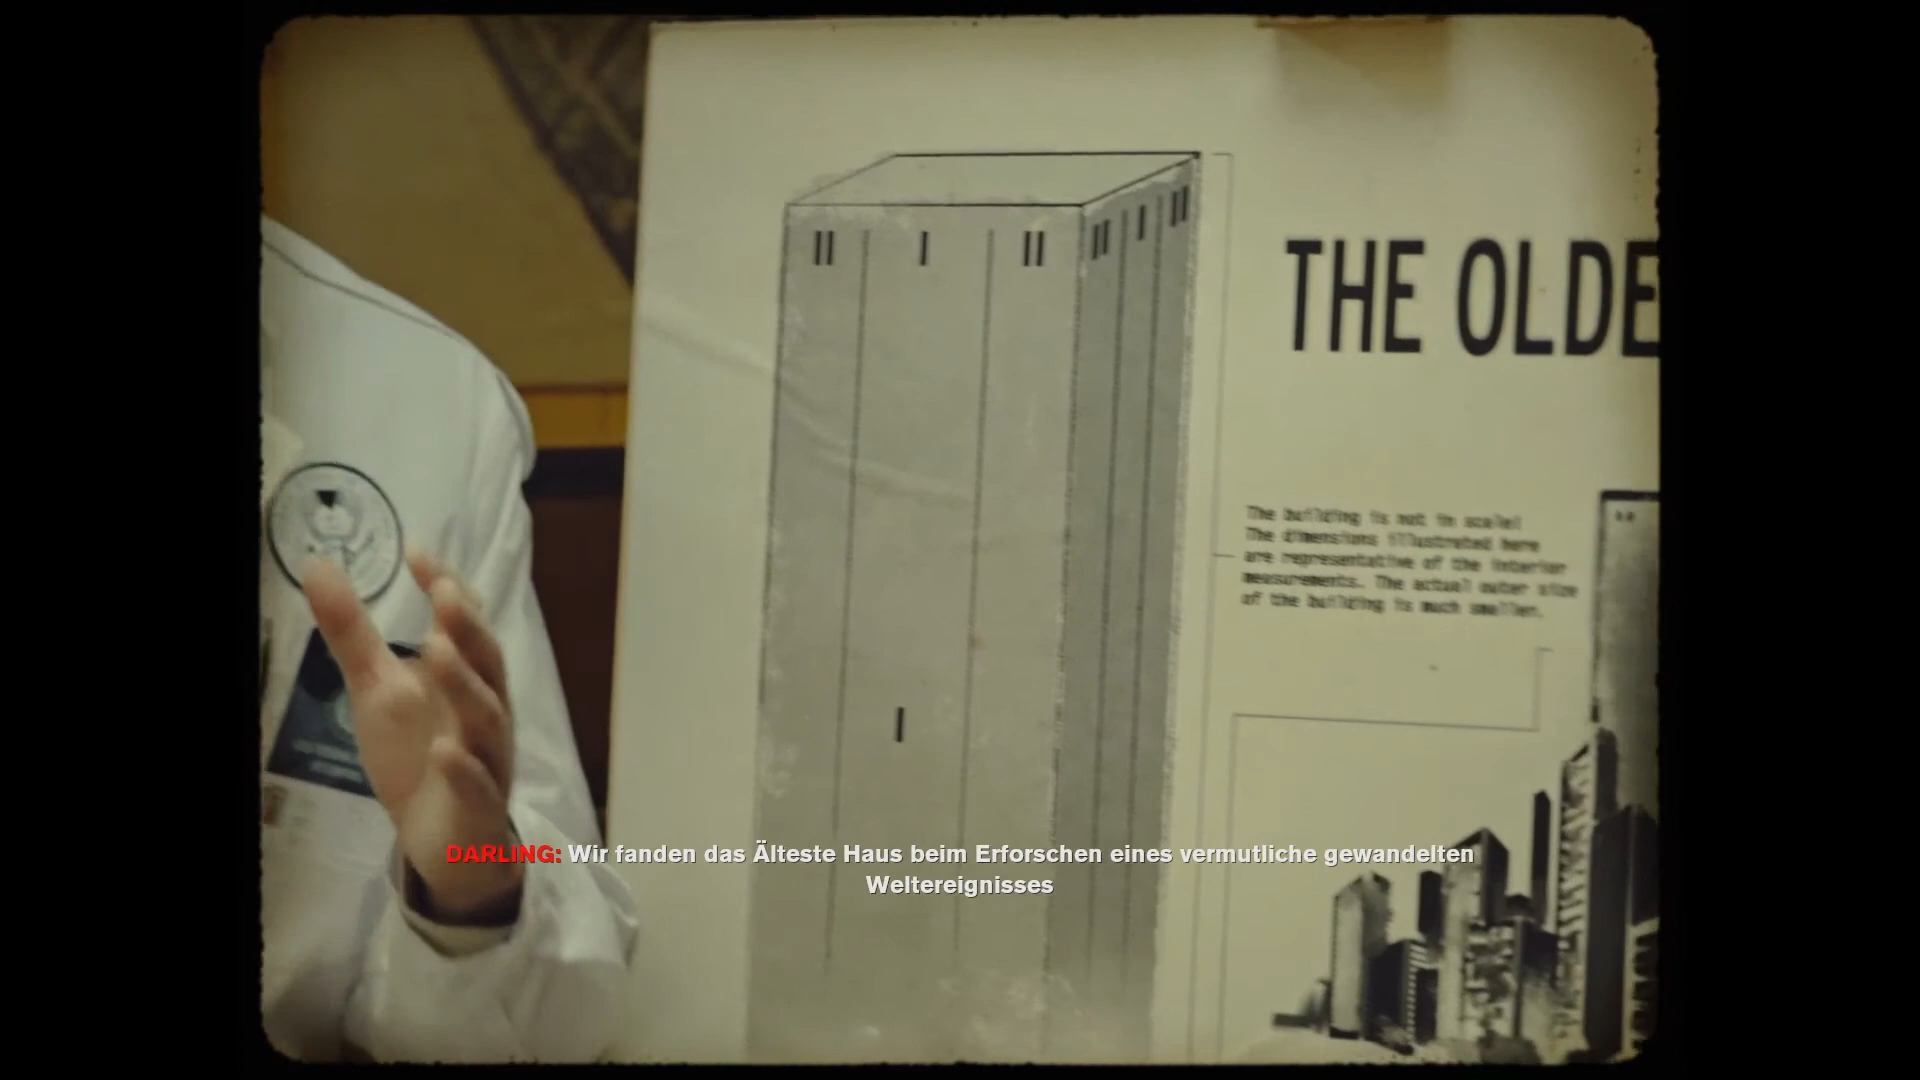 THE OLDE
The building is not in scale!
The dimensions illustrated here
are representative of the interior
measurements. The actual outer size
of the building is much smaller.
DARLING: Wir fanden das Älteste Haus beim Erforschen eines vermutliche gewandelten
Weltereignisses